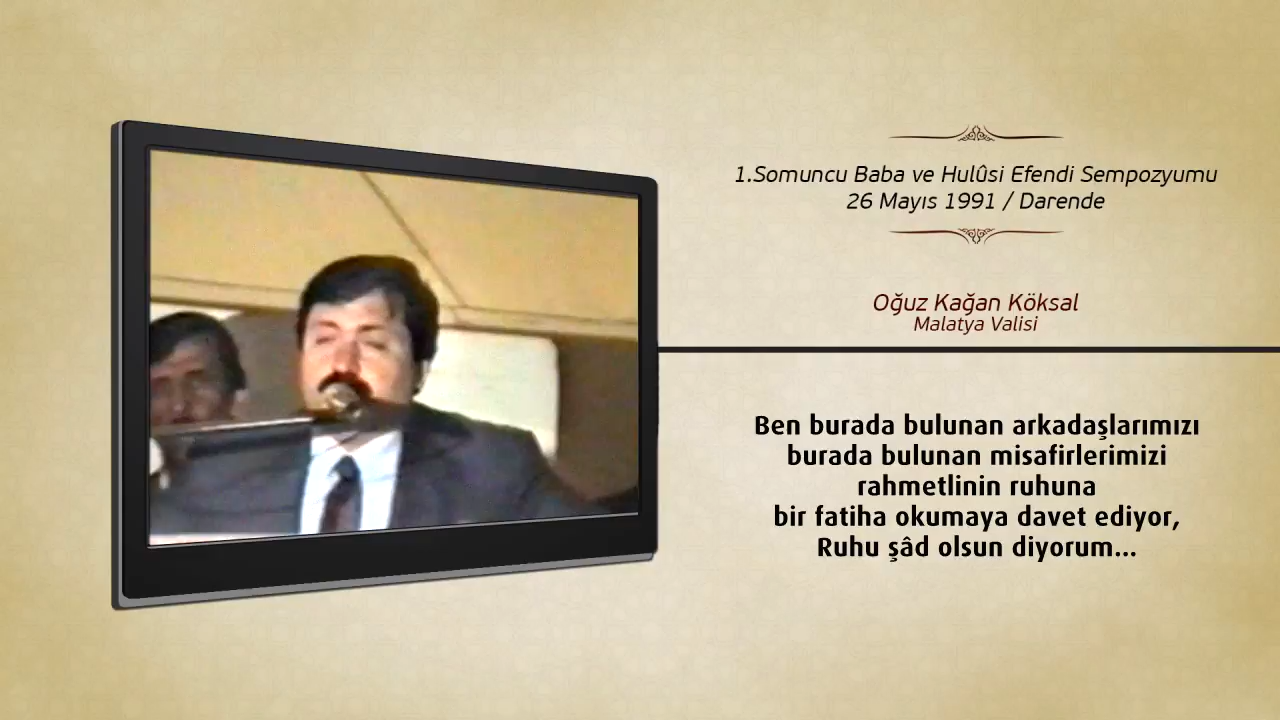 1.Somuncu Baba ve Hulûsi Efendi Sempozyumu
26 Mayıs 1991 / Darende
Oğuz Kağan Köksal
Malatya Valisi
Ben burada bulunan arkadaşlarımızı
burada bulunan misafirlerimizi
rahmetlinin ruhuna
bir fatiha okumaya davet ediyor,
Ruhu şâd olsun diyorum...